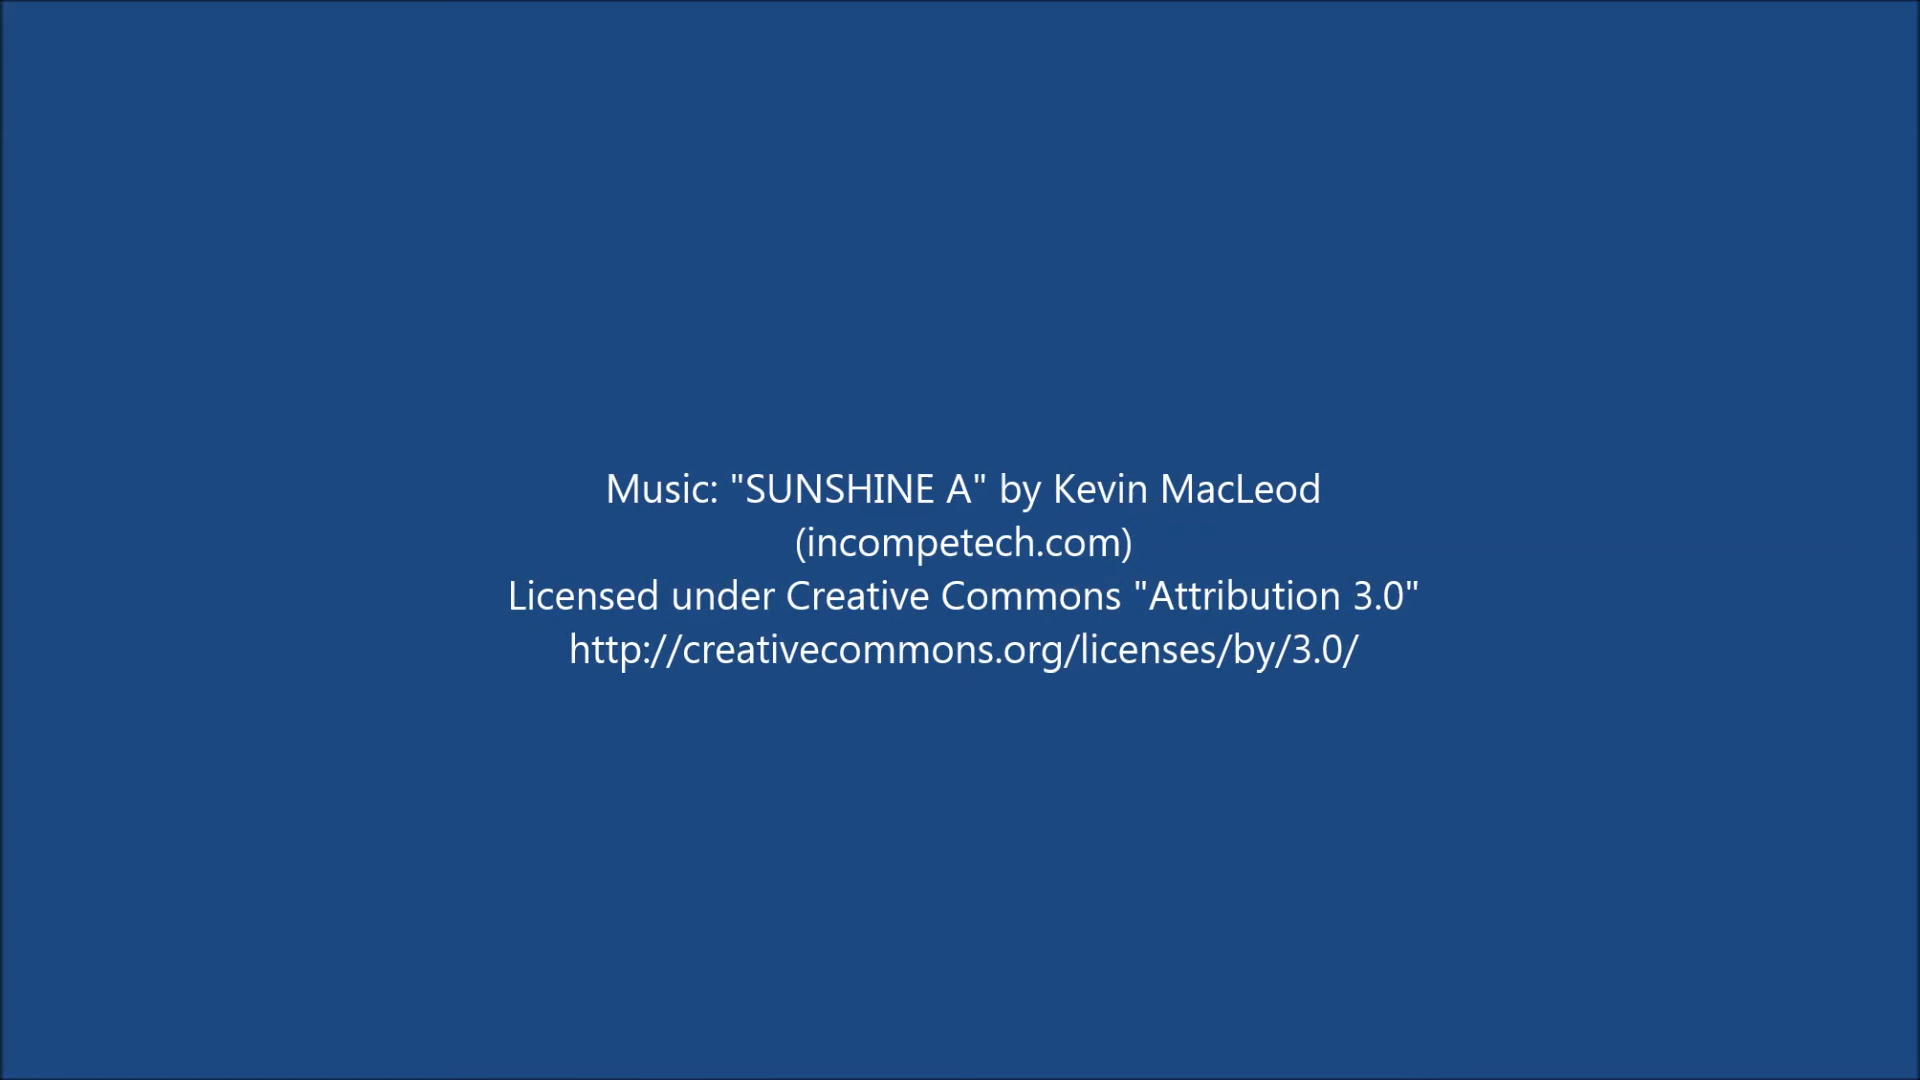 Music: "SUNSHINE A" by Kevin MacLeod
(incompetech.com)
Licensed under Creative Commons "Attribution 3.0"
http://creativecommons.org/licenses/by/3.0/